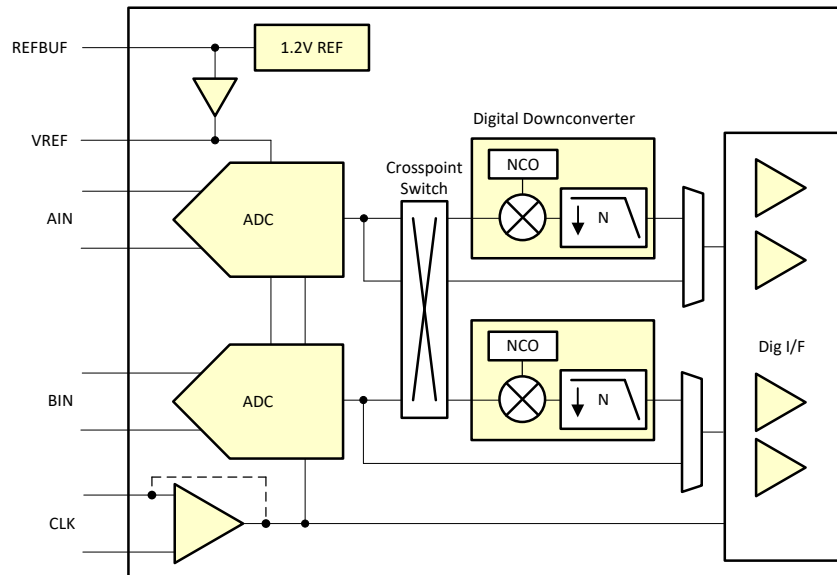 REFBUF
1.2V REF
VREF
Digital Downconverter
NCO
Crosspoint
Switch
AIN
ADC
N
NCO
Dig I/F
BIN
ADC
N
CLK